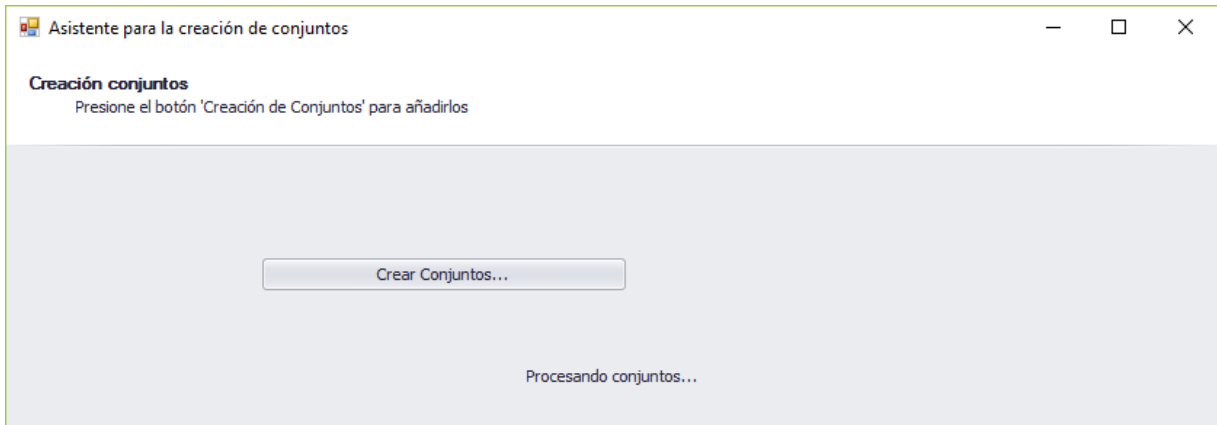 Asistente para la creación de conjuntos
Creación conjuntos
Presione el botón 'Creación de Conjuntos' para añadirlos
Crear Conjuntos...
Procesando conjuntos...